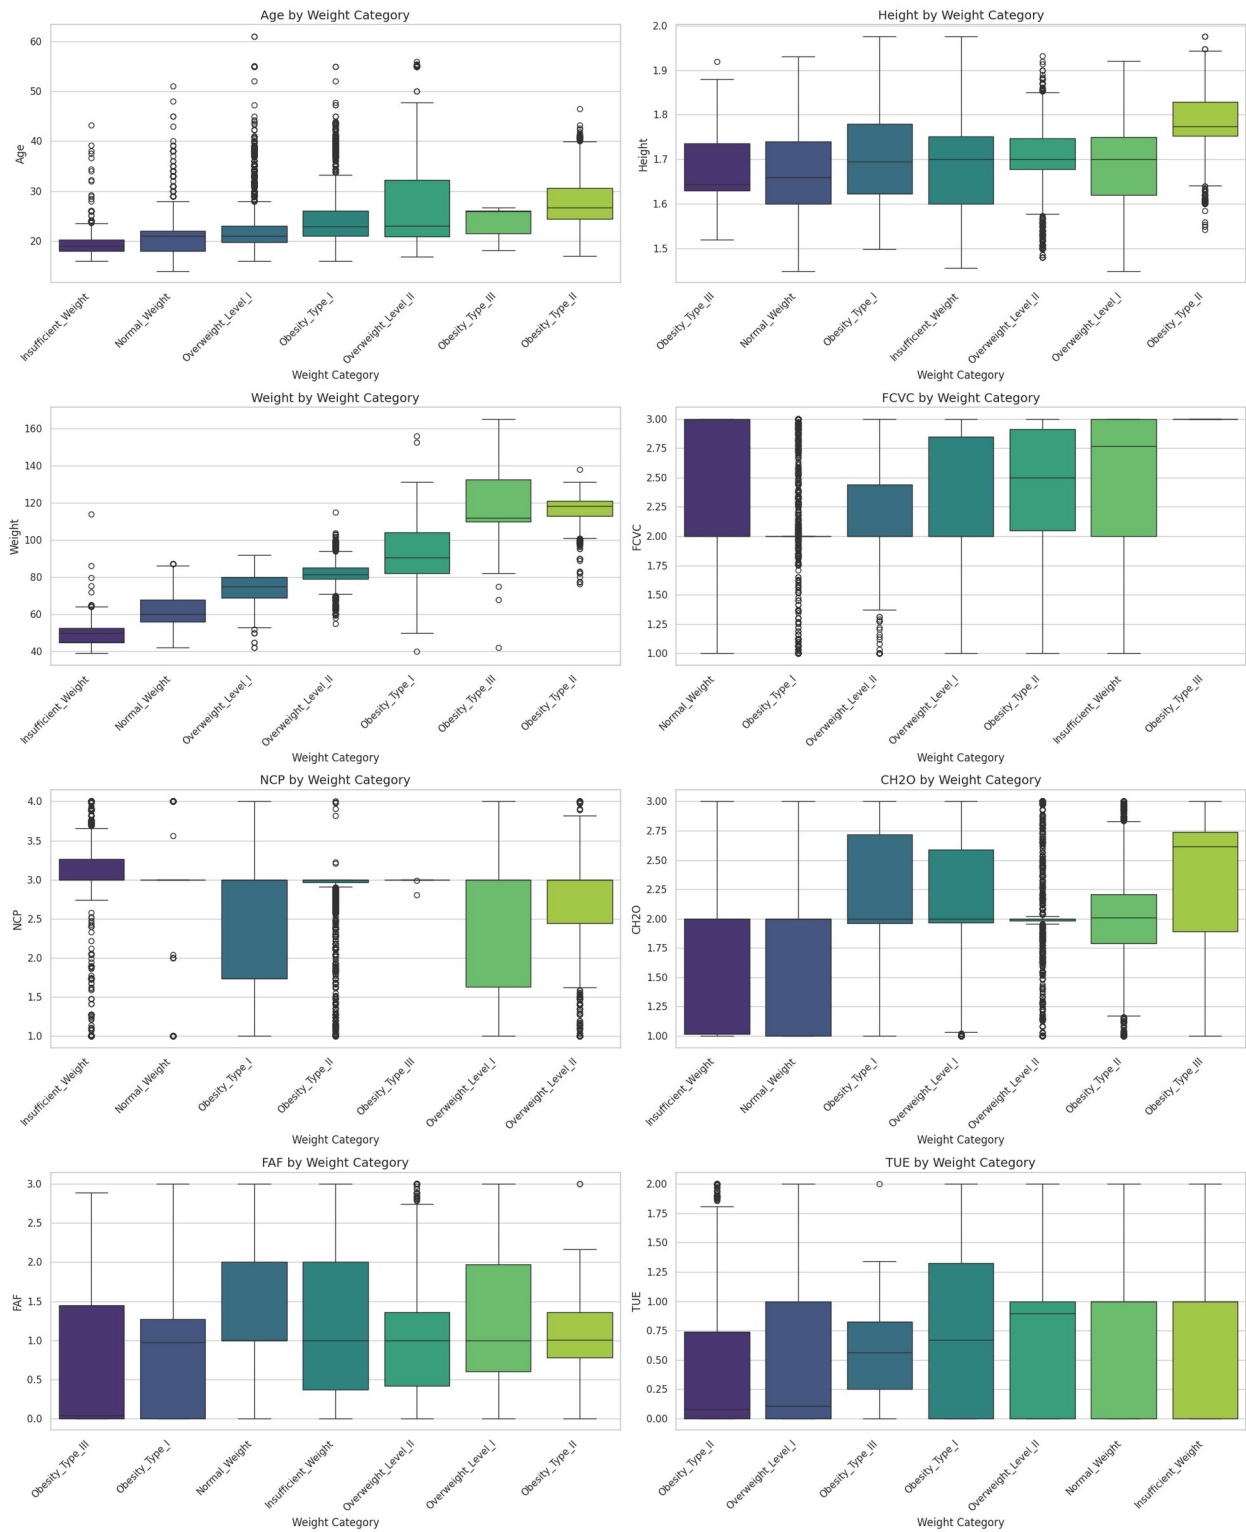 Age by Weight Category
60
50
40
30
20
Age
Insufficient_Weight
Normal_Weight
Overweight_Level_I
Obesity_Type_I
Overweight_Level_II
Obesity_Type_III
Obesity_Type_II
Weight Category
Height by Weight Category
2.0
1.9
1.8
1.7
1.6
1.5
Height
Obesity_Type_III
Normal_Weight
Obesity_Type_I
Insufficient_Weight
Overweight_Level_II
Overweight_Level_I
Obesity_Type_II
Weight Category
Weight by Weight Category
160
140
120
100
80
60
40
Weight
Insufficient_Weight
Normal_Weight
Overweight_Level_I
Overweight_Level_II
Obesity_Type_I
Obesity_Type_III
Obesity_Type_II
Weight Category
FCVC by Weight Category
3.00
2.75
2.50
2.25
2.00
1.75
1.50
1.25
1.00
FCVC
Normal_Weight
Obesity_Type_I
Overweight_Level_II
Overweight_Level_I
Obesity_Type_II
Insufficient_Weight
Obesity_Type_III
Weight Category
NCP by Weight Category
4.0
3.5
3.0
2.5
2.0
1.5
1.0
NCP
Insufficient_Weight
Normal_Weight
Obesity_Type_I
Obesity_Type_II
Obesity_Type_III
Overweight_Level_I
Overweight_Level_II
Weight Category
CH2O by Weight Category
3.00
2.75
2.50
2.25
2.00
1.75
1.50
1.25
1.00
CH2O
Insufficient_Weight
Normal_Weight
Obesity_Type_I
Overweight_Level_I
Overweight_Level_II
Obesity_Type_II
Obesity_Type_III
Weight Category
FAF by Weight Category
3.0
2.5
2.0
1.5
1.0
0.5
0.0
FAF
Obesity_Type_III
Obesity_Type_I
Normal_Weight
Insufficient_Weight
Overweight_Level_II
Overweight_Level_I
Obesity_Type_II
Weight Category
TUE by Weight Category
2.00
1.75
1.50
1.25
1.00
0.75
0.50
0.25
0.00
TUE
Obesity_Type_II
Overweight_Level_I
Obesity_Type_III
Obesity_Type_I
Overweight_Level_II
Normal_Weight
Insufficient_Weight
Weight Category